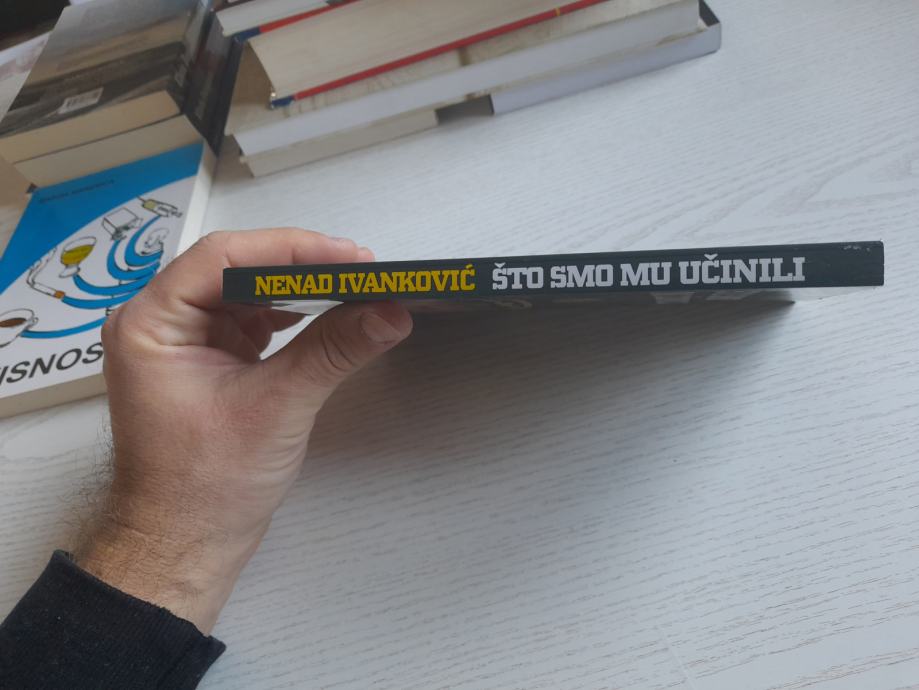 NENAD IVANKOVIĆ ŠTO SMO MU UČINILI
ISNOS